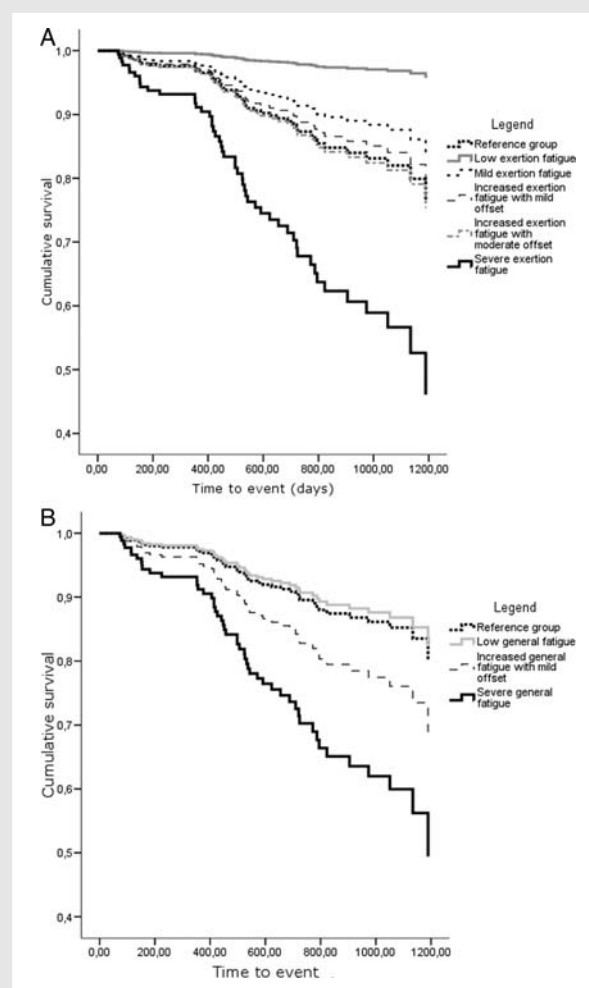 A
1,0
0,9
0,8
0,7
0,6
0,5
0,4
Cumulative survival
0,00
200,00
400,00
600,00
800,00
1000,00
1200,00
Time to event (days)
Legend
Reference group
Low exertion fatigue
Mild exertion fatigue
Increased exertion
fatigue with mild
offset
Increased exertion
fatigue with
moderate offset
Severe exertion
fatigue
B
1,0
0,9
0,8
0,7
0,6
0,5
0,4
Cumulative survival
0,00
200,00
400,00
600,00
800,00
1000,00
1200,00
Time to event
Legend
Reference group
Low general fatigue
Increased general
fatigue with mild
offset
Severe general
fatigue